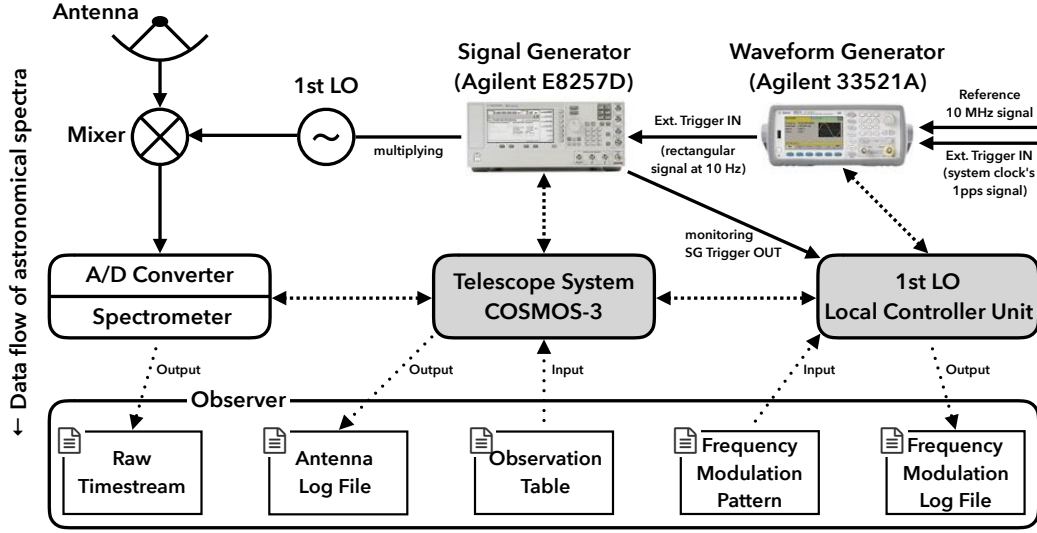 Antenna
Signal Generator
(Agilent E8257D)
Waveform Generator
(Agilent 33521A)
1st LO
Mixer
multiplying
Ext. Trigger IN
(rectangular
signal at 10 Hz)
Reference
10 MHz signal
Ext. Trigger IN
(system clock's
1pps signal)
monitoring
SG Trigger OUT
← Data flow of astronomical spectra
A/D Converter
Spectrometer
Telescope System
COSMOS-3
1st LO
Local Controller Unit
Output
Output
Input
Input
Output
Observer
Raw
Timestream
Antenna
Log File
Observation
Table
Frequency
Modulation
Pattern
Frequency
Modulation
Log File